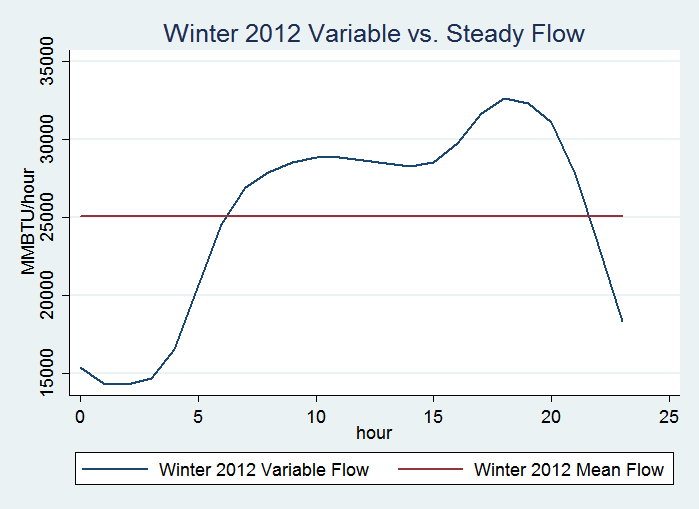 Winter 2012 Variable vs. Steady Flow
MMBTU/hour
35000
30000
25000
20000
15000
0 5 10 15 20 25
hour
Winter 2012 Variable Flow Winter 2012 Mean Flow